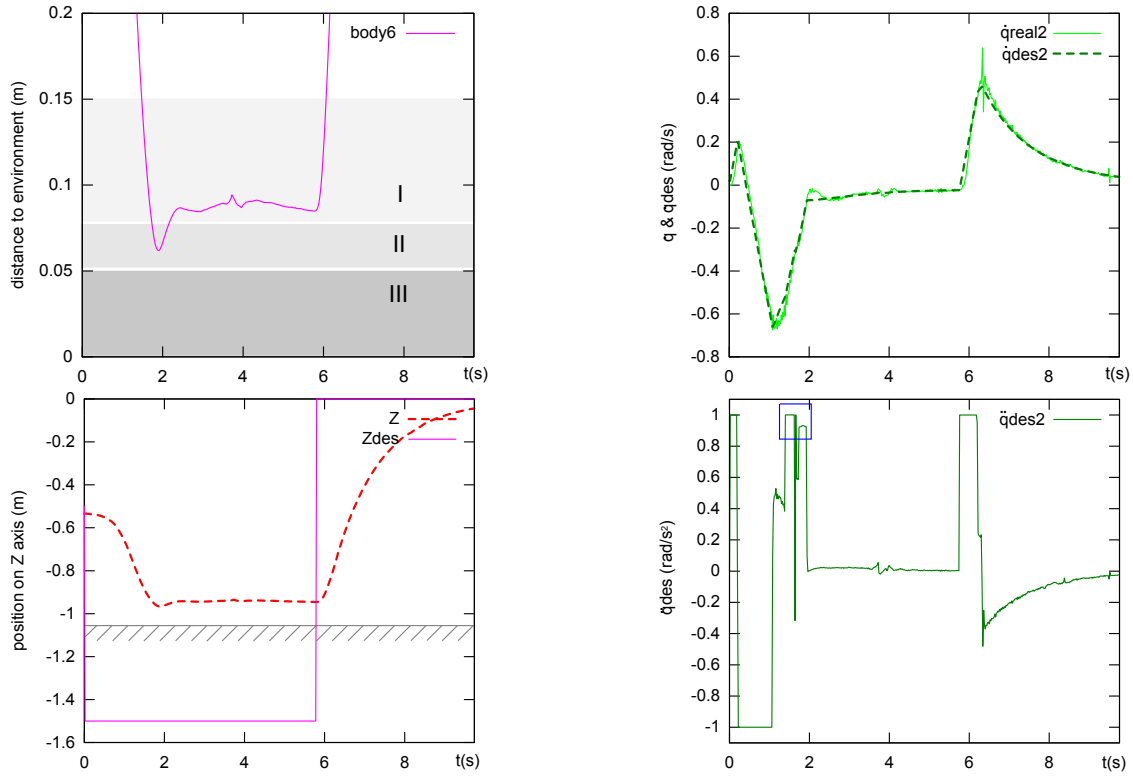 0.2
0.15
0.1
0.05
0
distance to environment (m)
body6
I
II
III
0 2 4 6 8 t(s)
0.8
0.6
0.4
0.2
0
-0.2
-0.4
-0.6
-0.8
q & qdes (rad/s)
q̇real2
q̇des2
0 2 4 6 8 t(s)
0
-0.2
-0.4
-0.6
-0.8
-1
-1.2
-1.4
-1.6
position on Z axis (m)
Z
Zdes
0 2 4 6 8 t(s)
1
0.8
0.6
0.4
0.2
0
-0.2
-0.4
-0.6
-0.8
-1
q̈des (rad/s²)
q̈des2
0 2 4 6 8 t(s)